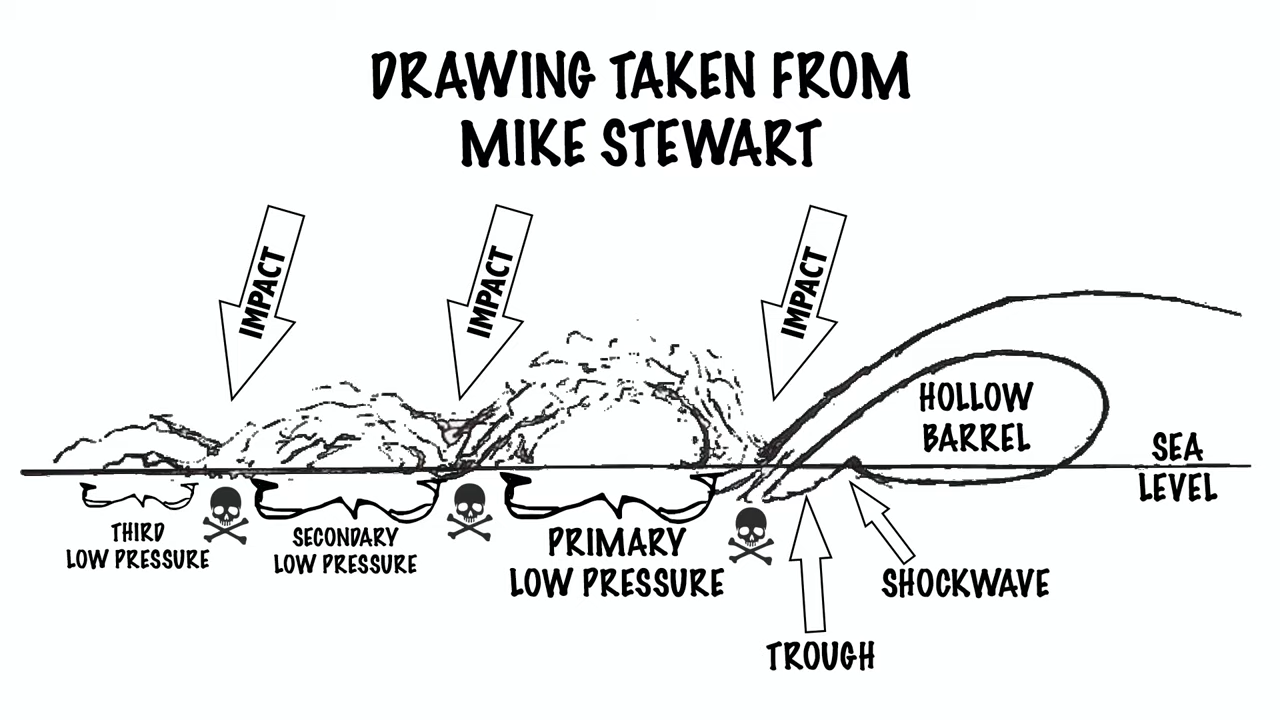 DRAWING TAKEN FROM
MIKE STEWART
IMPACT
IMPACT
IMPACT
HOLLOW
BARREL
SEA
LEVEL
THIRD
LOW PRESSURE
SECONDARY
LOW PRESSURE
PRIMARY
LOW PRESSURE
SHOCKWAVE
TROUGH